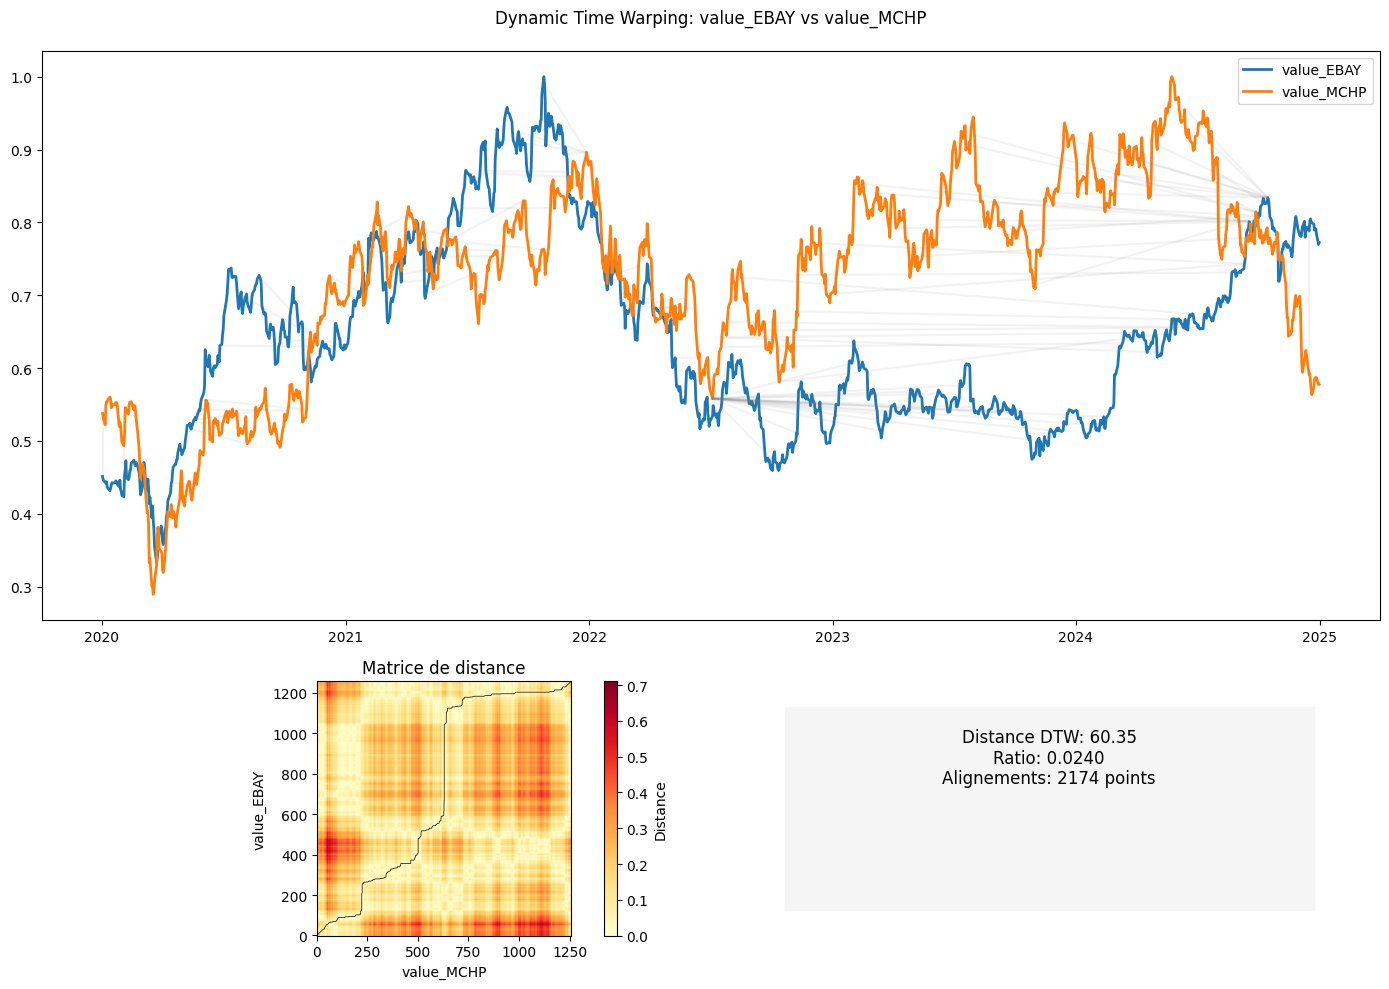 Dynamic Time Warping: value_EBAY vs value_MCHP
1.0
0.9
0.8
0.7
0.6
0.5
0.4
0.3
value_EBAY
value_MCHP
2020 2021 2022 2023 2024 2025
Matrice de distance
value_EBAY
1200
1000
800
600
400
200
0
0 250 500 750 1000 1250
value_MCHP
0.7
0.6
0.5
0.4
0.3
0.2
0.1
0.0
Distance
Distance DTW: 60.35
Ratio: 0.0240
Alignements: 2174 points